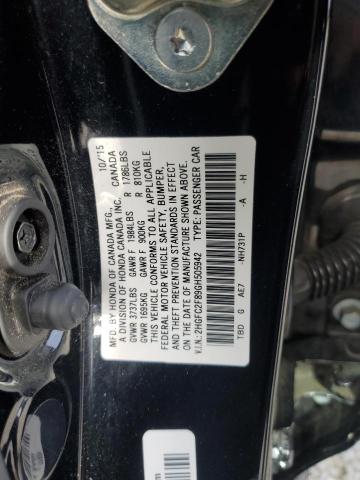 MFD. BY HONDA OF CANADA MFG. 10/15
A DIVISION OF HONDA CANADA INC. CANADA
GVWR 3737LBS GAWR F 1984LBS R 1786LBS
GVWR 1695KG GAWR F 900KG R 810KG
THIS VEHICLE CONFORMS TO ALL APPLICABLE
FEDERAL MOTOR VEHICLE SAFETY, BUMPER,
AND THEFT PREVENTION STANDARDS IN EFFECT
ON THE DATE OF MANUFACTURE SHOWN ABOVE.
V.I.N.: 2HGFC2F89GH505942 TYPE: PASSENGER CAR
TBD G AE7 -NH731P -A -H